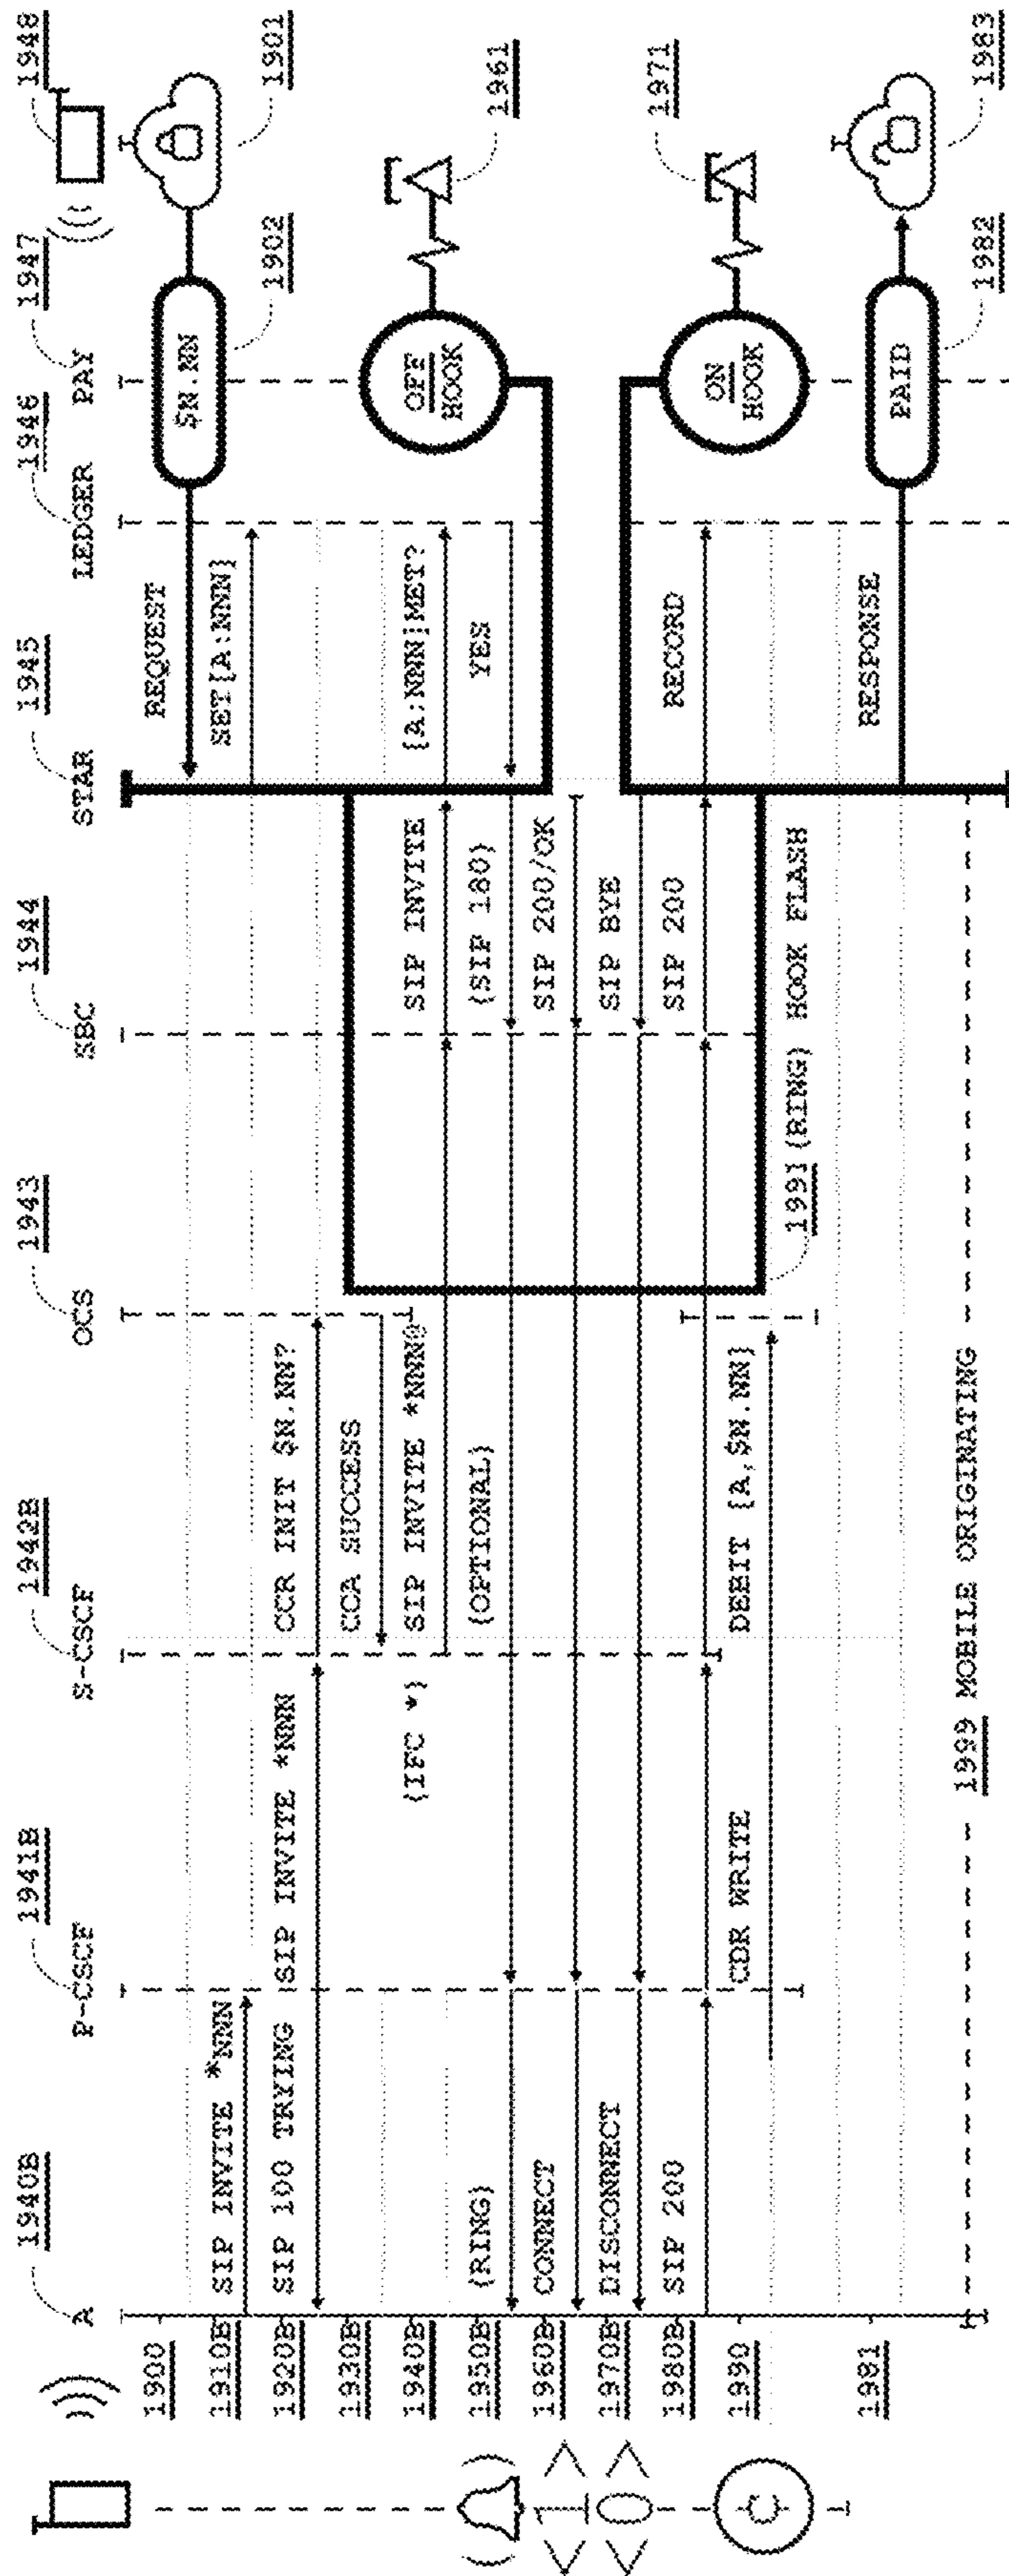 1940B 1941B 1942B 1943 1944 1945 1946 1947 1948
A P-CSCF S-CSCF OCS SBC STAR LEDGER PAY
1900
REQUEST
$N.NN
1902
1901
1910B
SIP INVITE *NNN
SET[A:NNN]
1920B
SIP 100 TRYING
SIP INVITE *NNN
CCR INIT $N.NN?
1930B
CCA SUCCESS
1940B
{IFC *}
SIP INVITE *NNN@
SIP INVITE
[A:NNN]MET?
OFF
HOOK
1961
1950B
{RING}
{OPTIONAL}
{SIP 180}
YES
1960B
CONNECT
SIP 200/OK
1970B
DISCONNECT
SIP BYE
1980B
SIP 200
SIP 200
RECORD
ON
HOOK
1971
1990
CDR WRITE
DEBIT [A,$N.NN]
1991
{RING} HOOK FLASH
1981
RESPONSE
PAID
1982
1983
1999 MOBILE ORIGINATING
<1>
<0>
C